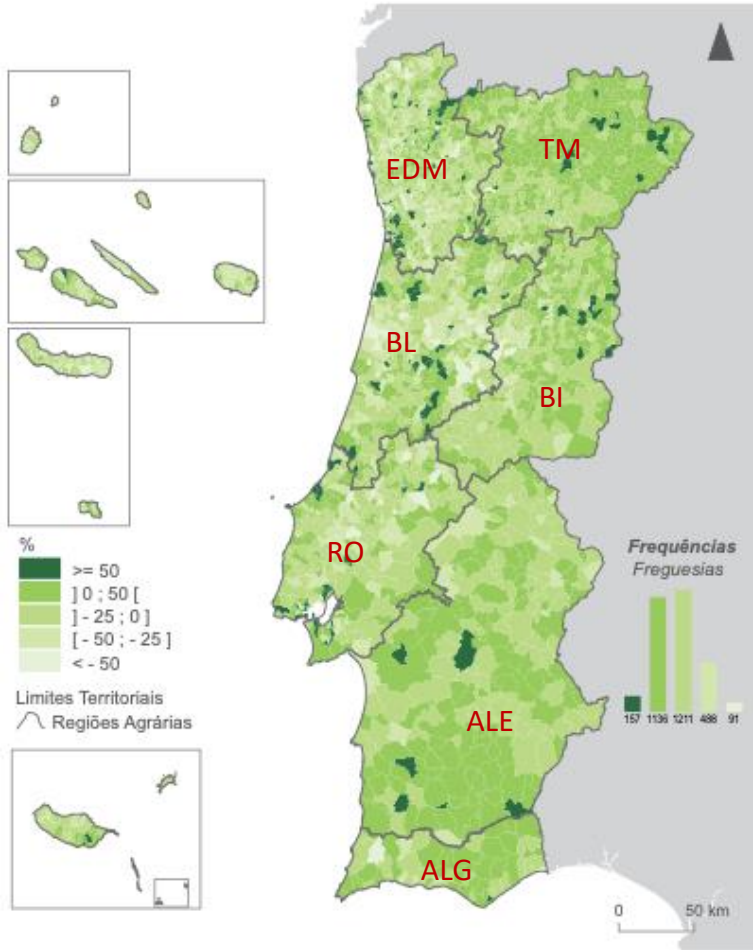 EDM
TM
BL
BI
RO
ALE
ALG
%
>= 50
] 0 ; 50 [
] - 25 ; 0 ]
[ - 50 ; - 25 ]
< - 50
Limites Territoriais
Regiões Agrárias
Frequências
Freguesias
157 1136 1211 488 91
0 50 km